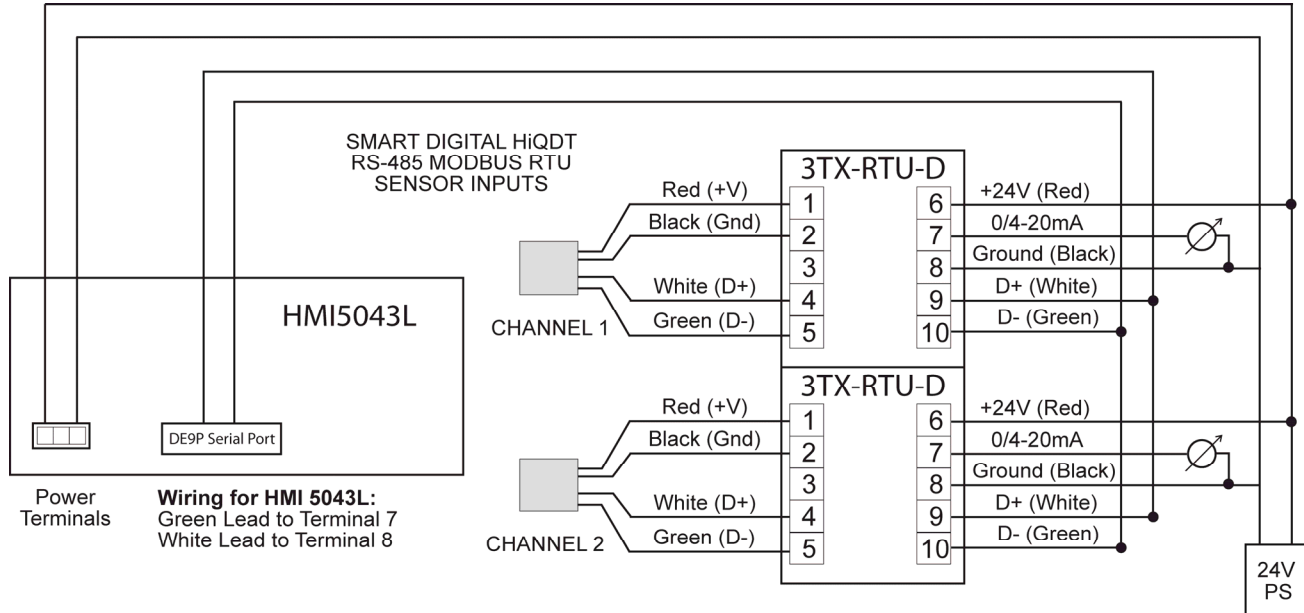 SMART DIGITAL HiQDT
RS-485 MODBUS RTU
SENSOR INPUTS
3TX-RTU-D
Red (+V)
1
6
+24V (Red)
Black (Gnd)
2
7
0/4-20mA
3
8
Ground (Black)
White (D+)
4
9
D+ (White)
Green (D-)
5
10
D- (Green)
CHANNEL 1
HMI5043L
DE9P Serial Port
Power
Terminals
Wiring for HMI 5043L:
Green Lead to Terminal 7
White Lead to Terminal 8
3TX-RTU-D
Red (+V)
1
6
+24V (Red)
Black (Gnd)
2
7
0/4-20mA
3
8
Ground (Black)
White (D+)
4
9
D+ (White)
Green (D-)
5
10
D- (Green)
CHANNEL 2
24V
PS